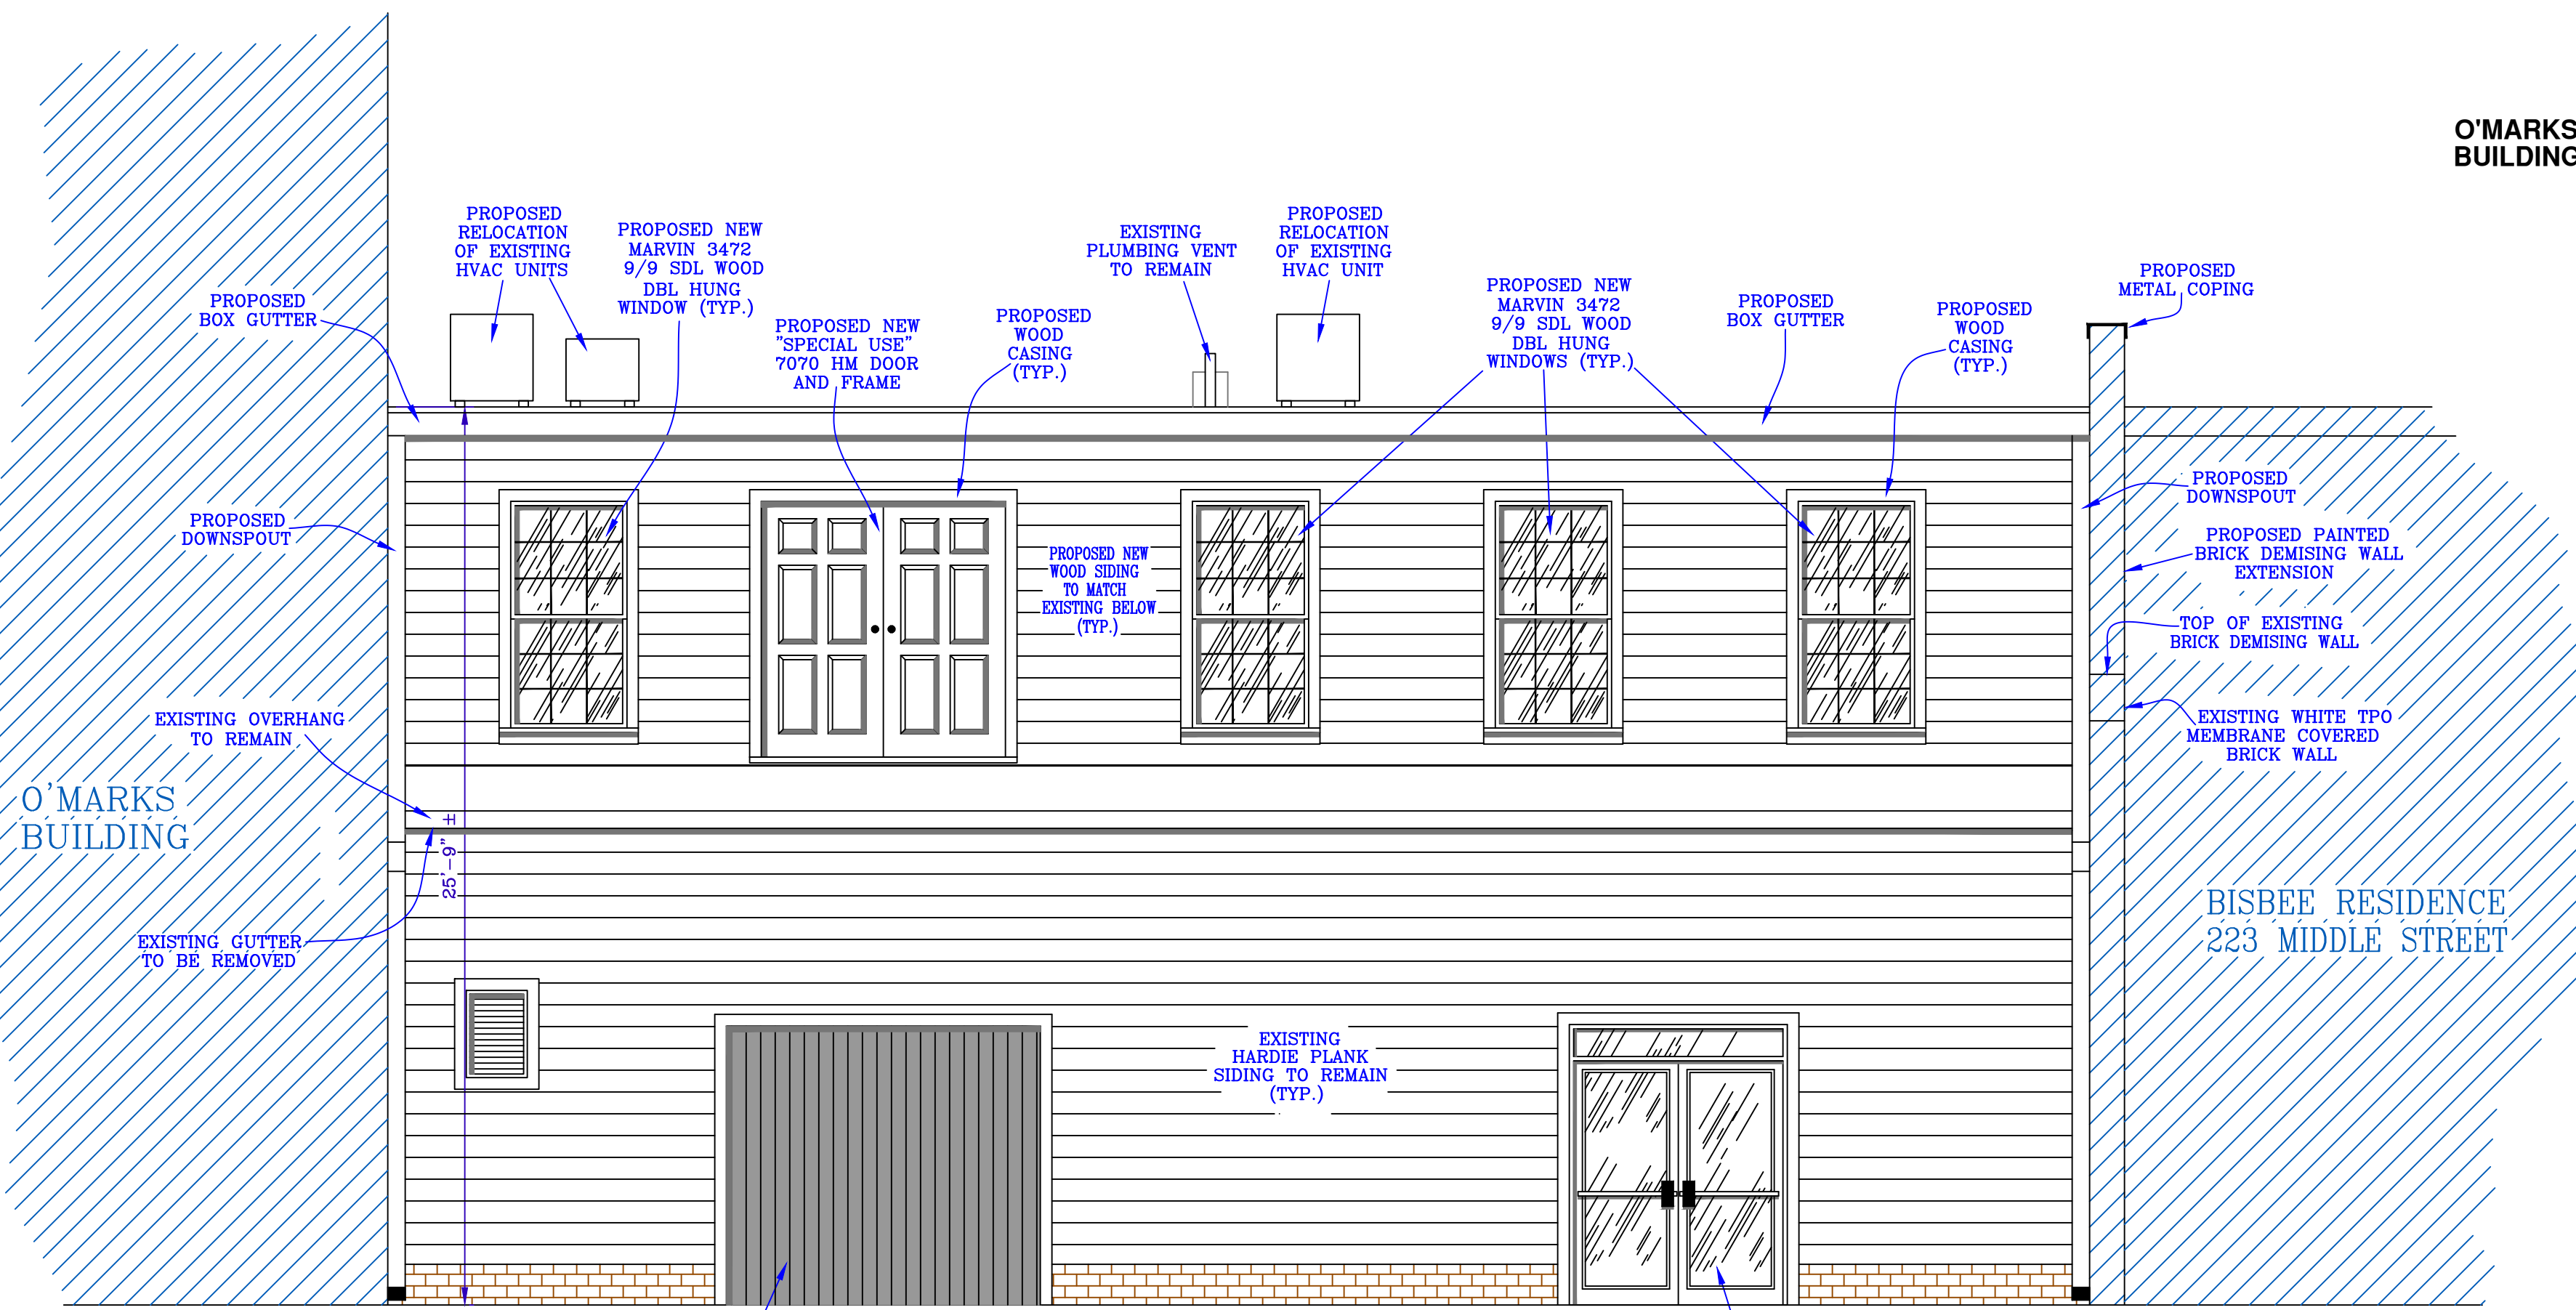 O'MARKS
BUILDING
PROPOSED
RELOCATION
OF EXISTING
HVAC UNITS
PROPOSED NEW
MARVIN 3472
9/9 SDL WOOD
DBL HUNG
WINDOW (TYP.)
EXISTING
PLUMBING VENT
TO REMAIN
PROPOSED
RELOCATION
OF EXISTING
HVAC UNIT
PROPOSED
BOX GUTTER
PROPOSED NEW
"SPECIAL USE"
7070 HM DOOR
AND FRAME
PROPOSED
WOOD
CASING
(TYP.)
PROPOSED NEW
MARVIN 3472
9/9 SDL WOOD
DBL HUNG
WINDOWS (TYP.)
PROPOSED
BOX GUTTER
PROPOSED
WOOD
CASING
(TYP.)
PROPOSED
METAL COPING
PROPOSED
DOWNSPOUT
PROPOSED NEW
WOOD SIDING
TO MATCH
EXISTING BELOW
(TYP.)
PROPOSED
DOWNSPOUT
PROPOSED PAINTED
BRICK DEMISING WALL
EXTENSION
TOP OF EXISTING
BRICK DEMISING WALL
EXISTING WHITE TPO
MEMBRANE COVERED
BRICK WALL
EXISTING OVERHANG
TO REMAIN
O'MARKS
BUILDING
25'-9" ±
EXISTING GUTTER
TO BE REMOVED
BISBEE RESIDENCE
223 MIDDLE STREET
EXISTING
HARDIE PLANK
SIDING TO REMAIN
(TYP.)